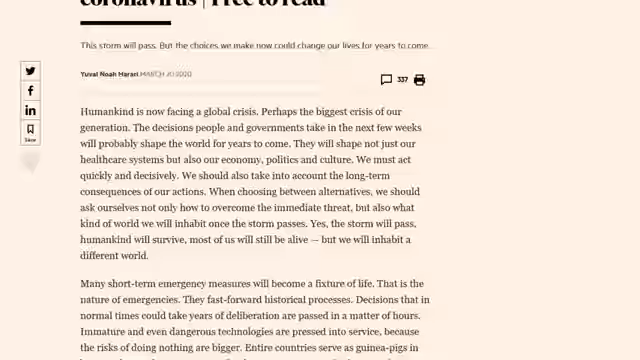 coronavirus | Free to read
This storm will pass. But the choices we make now could change our lives for years to come
Yuval Noah Harari MARCH 20 2020
337
Save
Humankind is now facing a global crisis. Perhaps the biggest crisis of our
generation. The decisions people and governments take in the next few weeks
will probably shape the world for years to come. They will shape not just our
healthcare systems but also our economy, politics and culture. We must act
quickly and decisively. We should also take into account the long-term
consequences of our actions. When choosing between alternatives, we should
ask ourselves not only how to overcome the immediate threat, but also what
kind of world we will inhabit once the storm passes. Yes, the storm will pass,
humankind will survive, most of us will still be alive — but we will inhabit a
different world.
Many short-term emergency measures will become a fixture of life. That is the
nature of emergencies. They fast-forward historical processes. Decisions that in
normal times could take years of deliberation are passed in a matter of hours.
Immature and even dangerous technologies are pressed into service, because
the risks of doing nothing are bigger. Entire countries serve as guinea-pigs in